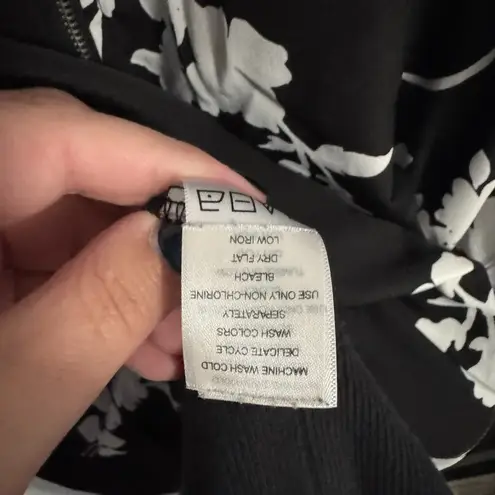 MACHINE WASH COLD
DELICATE CYCLE
WASH COLORS
SEPARATELY
USE ONLY NON-CHLORINE
BLEACH
DRY FLAT
LOW IRON